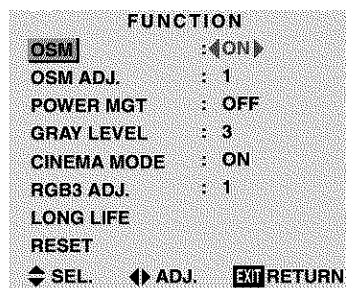 FUNCTION
OSM : ◀ON▶
OSM ADJ. : 1
POWER MGT : OFF
GRAY LEVEL : 3
CINEMA MODE : ON
RGB3 ADJ. : 1
LONG LIFE
RESET
SEL. ADJ. EXIT RETURN